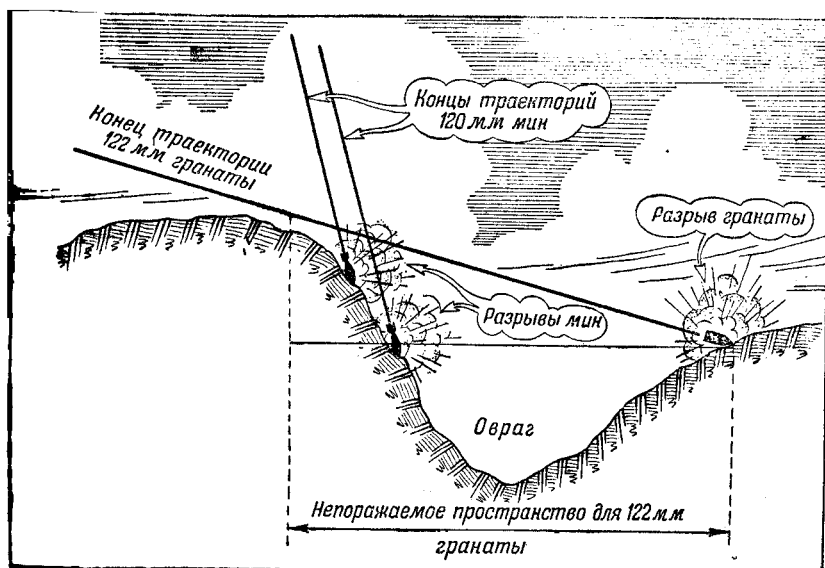 Концы траекторий
120 мм мин
Конец траектории
122 мм гранаты
Разрыв гранаты
Разрывы мин
Овраг
Непоражаемое пространство для 122 мм
гранаты